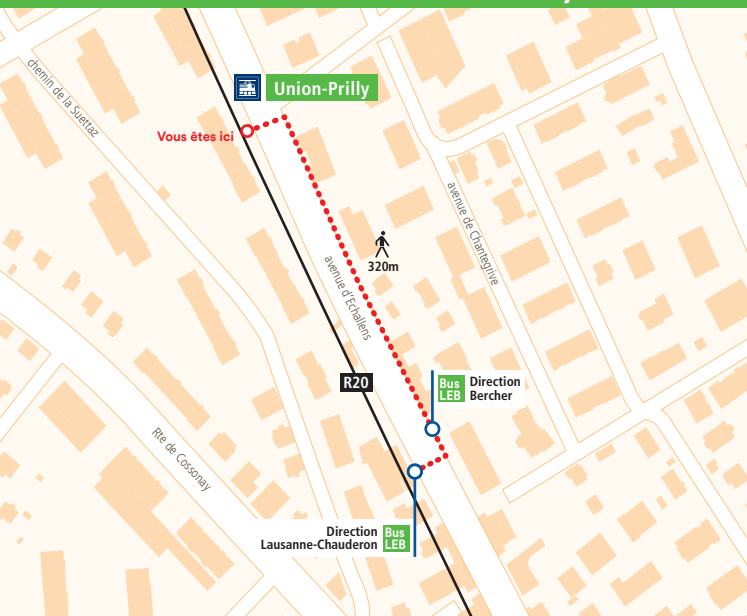 chemin de la Suettaz
Union-Prilly
Vous êtes ici
avenue de Chantegrive
320m
avenue d'Echallens
R20
Bus
LEB
Direction
Bercher
Rte de Cossonay
Direction
Lausanne-Chauderon
Bus
LEB